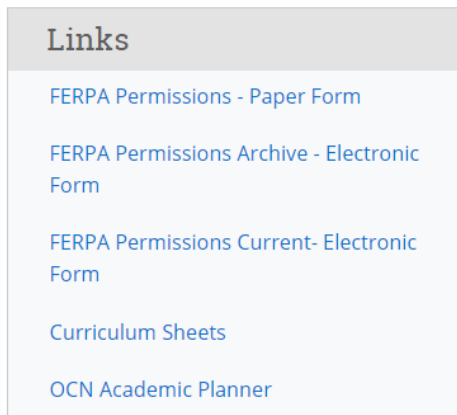 Links
FERPA Permissions - Paper Form
FERPA Permissions Archive - Electronic
Form
FERPA Permissions Current- Electronic
Form
Curriculum Sheets
OCN Academic Planner